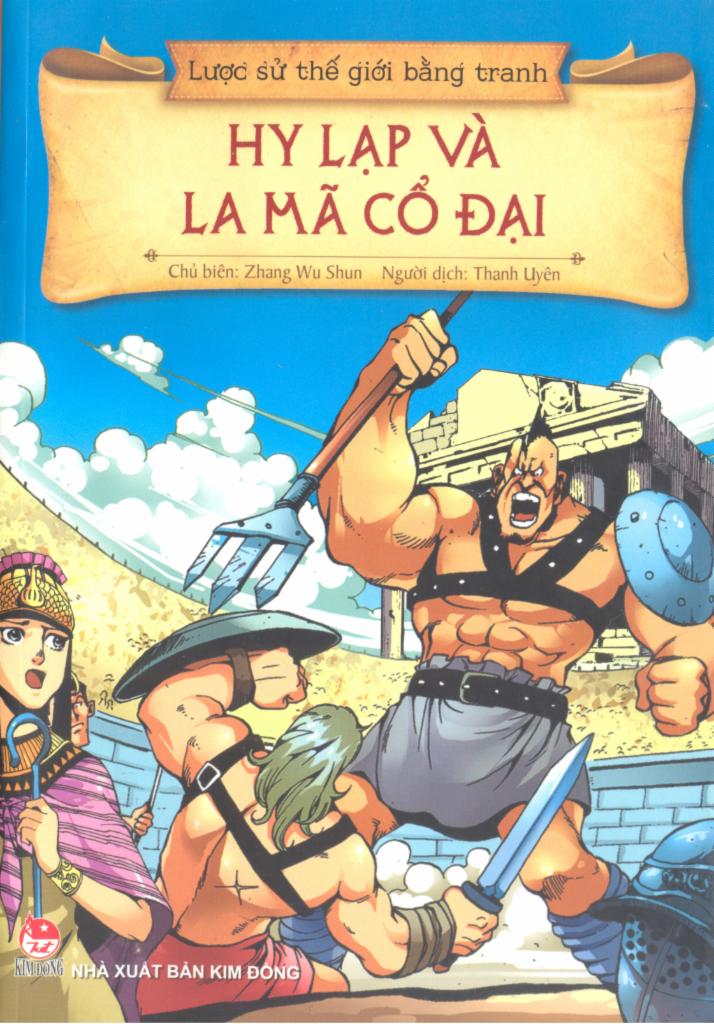 Lược sử thế giới bằng tranh
HY LẠP VÀ
LA MÃ CỔ ĐẠI
Chủ biên: Zhang Wu Shun Người dịch: Thanh Uyên
KIM ĐỒNG
NHÀ XUẤT BẢN KIM ĐỒNG